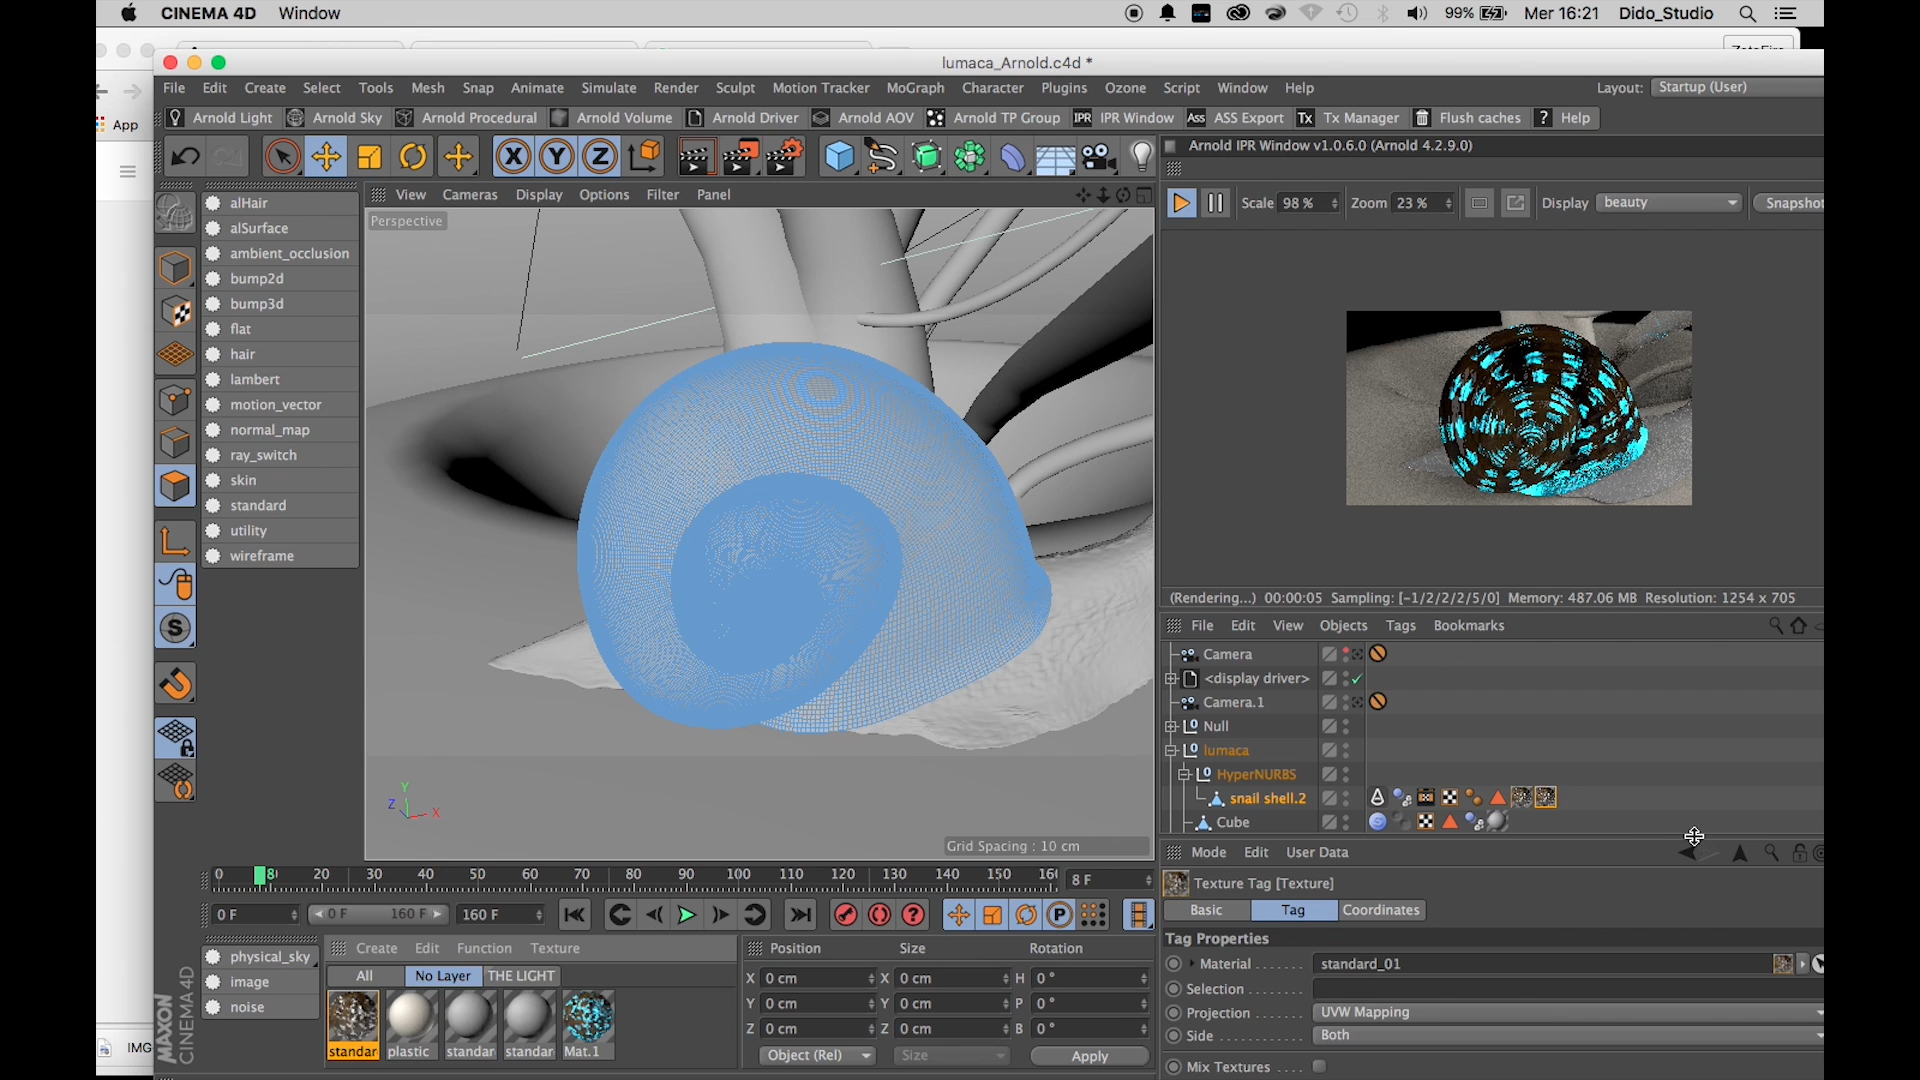 CINEMA 4D Window 99% Mer 16:21 Dido_Studio
lumaca_Arnold.c4d *
File Edit Create Select Tools Mesh Snap Animate Simulate Render Sculpt Motion Tracker MoGraph Character Plugins Ozone Script Window Help Layout: Startup (User)
App Arnold Light Arnold Sky Arnold Procedural Arnold Volume Arnold Driver Arnold AOV Arnold TP Group IPR IPR Window Ass ASS Export Tx Tx Manager Flush caches ? Help
X Y Z
Arnold IPR Window v1.0.6.0 (Arnold 4.2.9.0)
View Cameras Display Options Filter Panel
Scale 98 % Zoom 23 % Display beauty Snapshot
Perspective
alHair
alSurface
ambient_occlusion
bump2d
bump3d
flat
hair
lambert
motion_vector
normal_map
ray_switch
skin
standard
utility
wireframe
S
Y
Z X
Grid Spacing : 10 cm
(Rendering...) 00:00:05 Sampling: [-1/2/2/2/5/0] Memory: 487.06 MB Resolution: 1254 x 705
File Edit View Objects Tags Bookmarks
Camera
<display driver>
Camera.1
Null
lumaca
HyperNURBS
snail shell.2
Cube
Mode Edit User Data
Texture Tag [Texture]
Basic Tag Coordinates
Tag Properties
Material ....... standard_01
Selection
Projection ...... UVW Mapping
Side Both
Mix Textures
0 8 20 30 40 50 60 70 80 90 100 110 120 130 140 150 160 8 F
0 F 0 F 160 F 160 F P
physical_sky
image
noise
MAXON
CINEMA 4D
IMG
Create Edit Function Texture
All No Layer THE LIGHT
standar plastic standar standar Mat.1
Position Size Rotation
X 0 cm X 0 cm H 0 °
Y 0 cm Y 0 cm P 0 °
Z 0 cm Z 0 cm B 0 °
Object (Rel) Size Apply